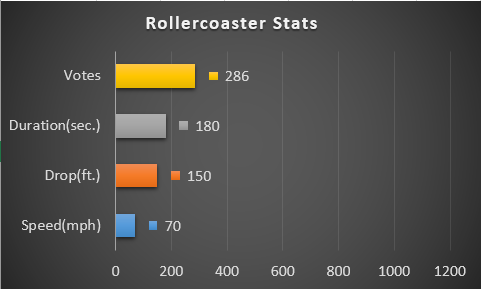 Rollercoaster Stats
Votes 286
Duration(sec.) 180
Drop(ft.) 150
Speed(mph) 70
0 200 400 600 800 1000 1200